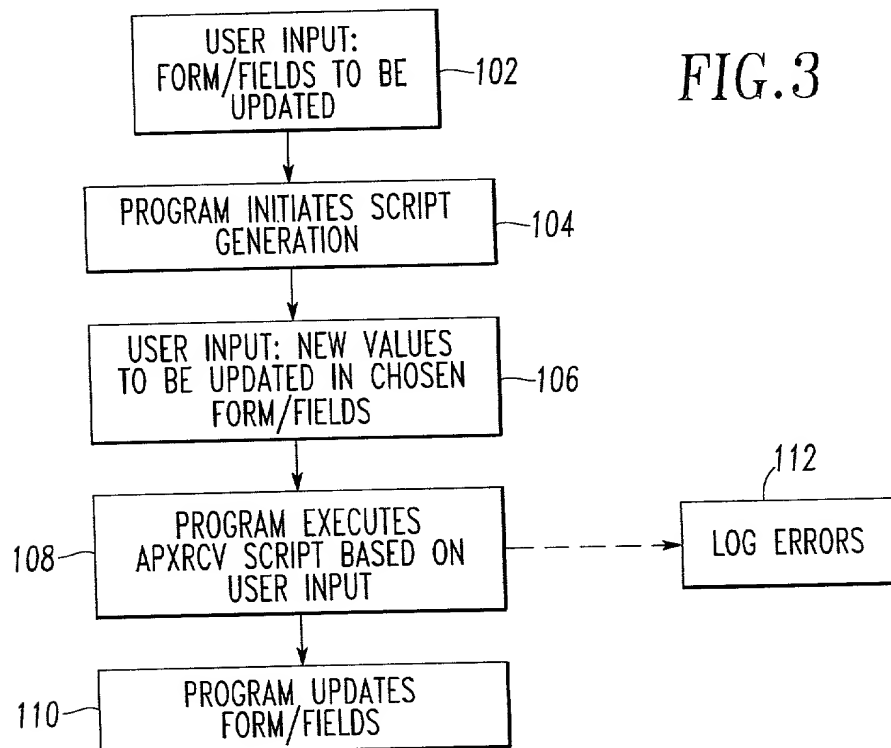 USER INPUT:
FORM/FIELDS TO BE
UPDATED
102
FIG.3
PROGRAM INITIATES SCRIPT
GENERATION
104
USER INPUT: NEW VALUES
TO BE UPDATED IN CHOSEN
FORM/FIELDS
106
108
PROGRAM EXECUTES
APXRCV SCRIPT BASED ON
USER INPUT
112
LOG ERRORS
110
PROGRAM UPDATES
FORM/FIELDS